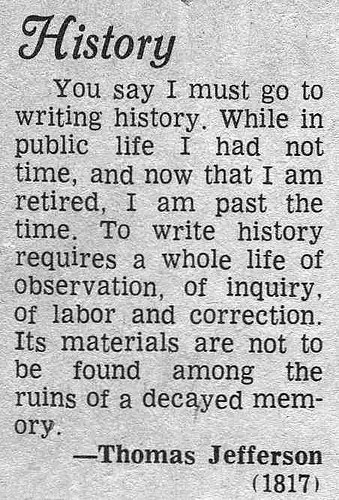 History
You say I must go to
writing history. While in
public life I had not
time, and now that I am
retired, I am past the
time. To write history
requires a whole life of
observation, of inquiry,
of labor and correction.
Its materials are not to
be found among the
ruins of a decayed mem-
ory.
—Thomas Jefferson
(1817)